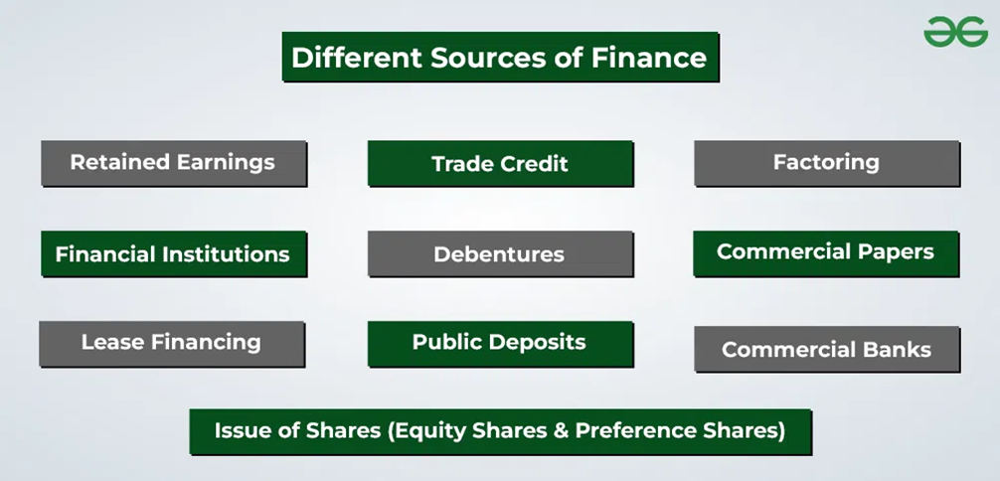 Different Sources of Finance
Retained Earnings
Trade Credit
Factoring
Financial Institutions
Debentures
Commercial Papers
Lease Financing
Public Deposits
Commercial Banks
Issue of Shares (Equity Shares & Preference Shares)